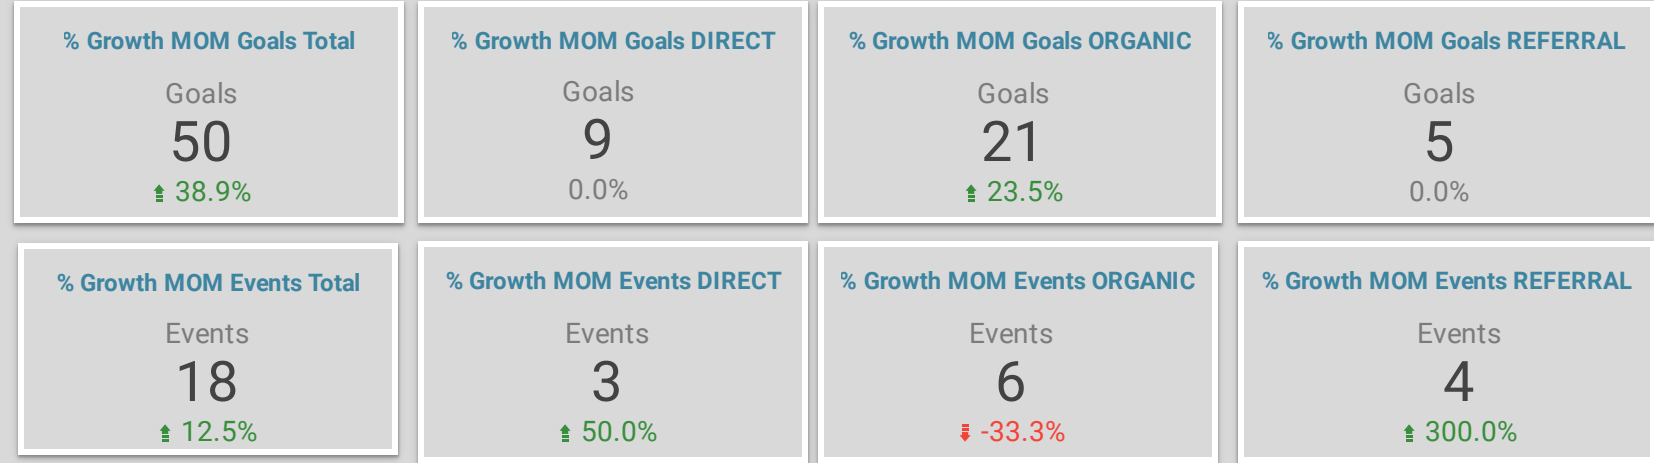 % Growth MOM Goals Total
Goals
50
38.9%
% Growth MOM Goals DIRECT
Goals
9
0.0%
% Growth MOM Goals ORGANIC
Goals
21
23.5%
% Growth MOM Goals REFERRAL
Goals
5
0.0%
% Growth MOM Events Total
Events
18
12.5%
% Growth MOM Events DIRECT
Events
3
50.0%
% Growth MOM Events ORGANIC
Events
6
-33.3%
% Growth MOM Events REFERRAL
Events
4
300.0%